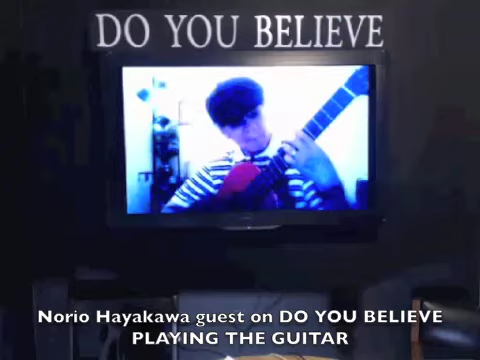 DO YOU BELIEVE
Norio Hayakawa guest on DO YOU BELIEVE
PLAYING THE GUITAR